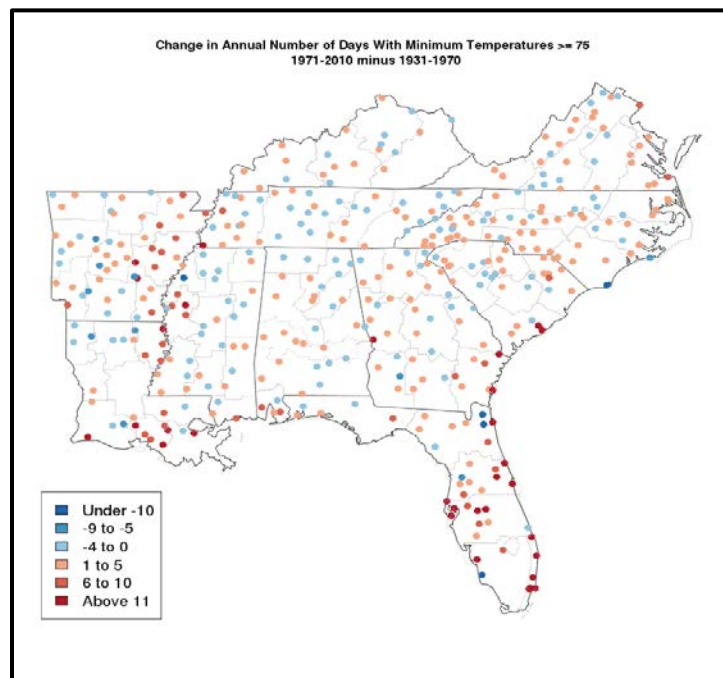 Change in Annual Number of Days With Minimum Temperatures >= 75
1971-2010 minus 1931-1970
Under -10
-9 to -5
-4 to 0
1 to 5
6 to 10
Above 11